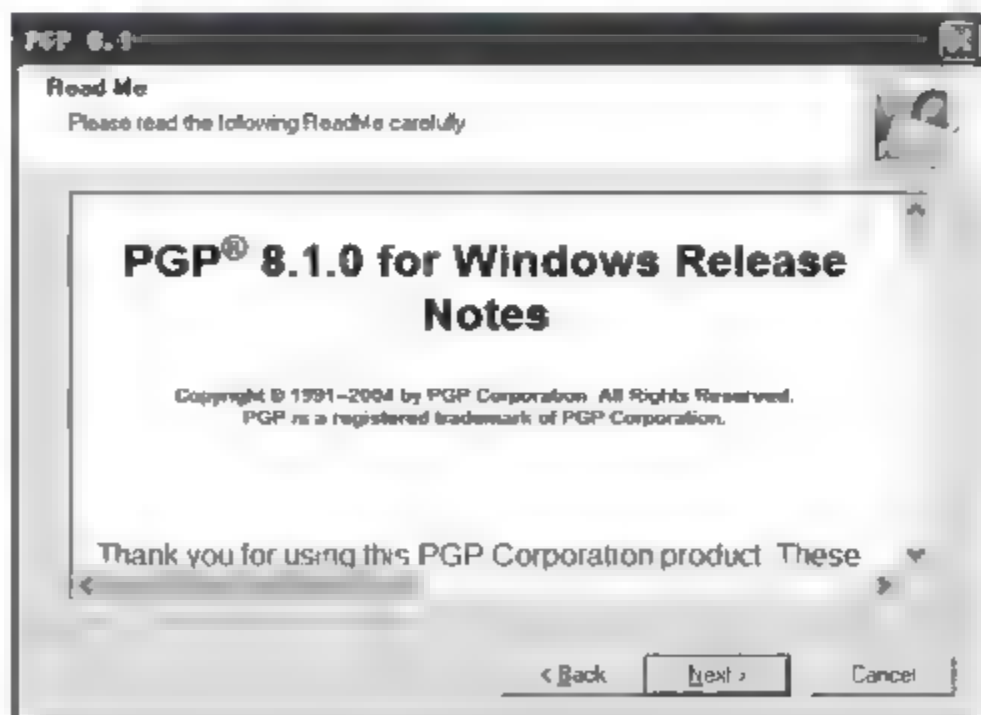 PGP 8.1
Read Me
Please read the following ReadMe carefully
PGP® 8.1.0 for Windows Release
Notes
Copyright © 1991-2004 by PGP Corporation. All Rights Reserved.
PGP is a registered trademark of PGP Corporation.
Thank you for using this PGP Corporation product. These
< Back
Next >
Cancel